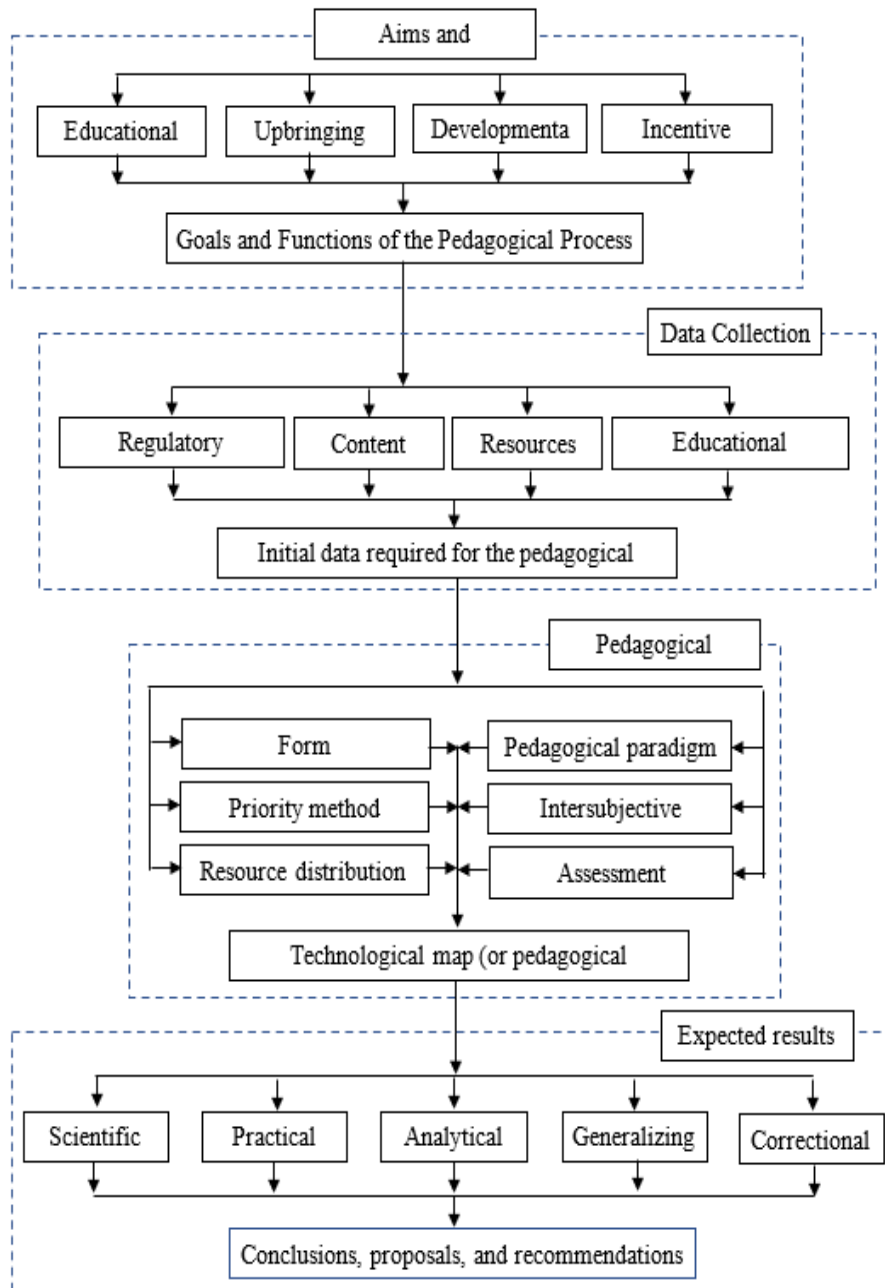 Aims and
Educational
Upbringing
Developmenta
Incentive
Goals and Functions of the Pedagogical Process
Data Collection
Regulatory
Content
Resources
Educational
Initial data required for the pedagogical
Pedagogical
Form
Pedagogical paradigm
Priority method
Intersubjective
Resource distribution
Assessment
Technological map (or pedagogical
Expected results
Scientific
Practical
Analytical
Generalizing
Correctional
Conclusions, proposals, and recommendations